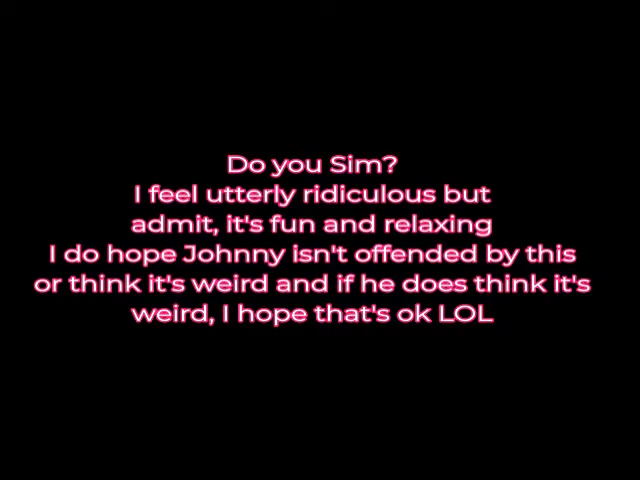 Do you Sim?
I feel utterly ridiculous but
admit, it's fun and relaxing
I do hope Johnny isn't offended by this
or think it's weird and if he does think it's
weird, I hope that's ok LOL